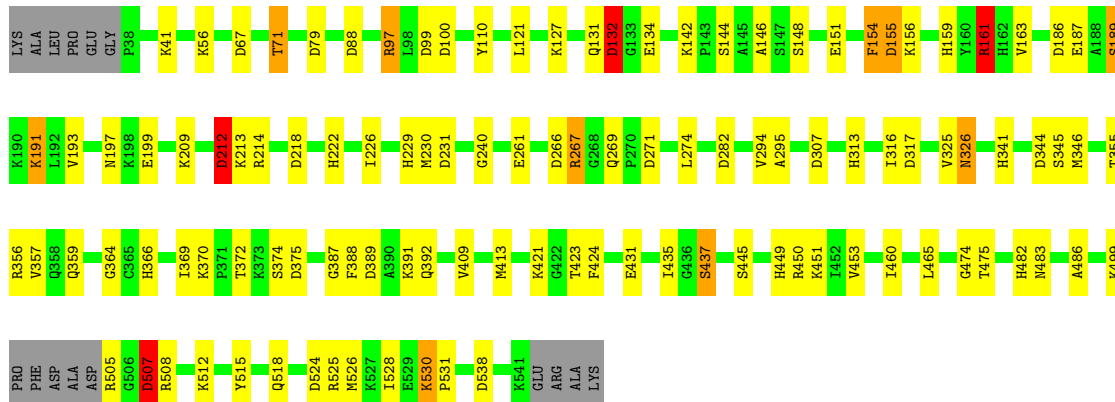 LYS ALA LEU PRO GLU GLY P38 K41 K56 D67 T71 D79 D88 R97 L98 D99 D100 Y110 L121 K127 Q131 D132 G133 E134 K142 P143 S144 A145 A146 S147 S148 E151 F154 D155 K156 H159 Y160 R161 H162 V163 D186 E187 A188 S189
K190 K191 L192 V193 N197 K198 E199 K209 D212 K213 R214 D218 H222 I226 H229 M230 D231 G240 E261 D266 R267 G268 Q269 P270 D271 L274 D282 V294 A295 D307 H313 I316 D317 V325 N326 H341 D344 S345 M346 T355
R356 V357 Q358 Q359 G364 C365 H366 I369 K370 P371 T372 K373 S374 D375 G387 F388 D389 A390 K391 Q392 V409 M413 K421 G422 T423 F424 E431 I435 G436 S437 S445 H449 R450 K451 I452 V453 I460 L465 G474 T475 H482 N483 A486 K499
PRO PHE ASP ALA ASP R505 G506 D507 R508 K512 Y515 Q518 D524 R525 M526 K527 I528 E529 K530 P531 D538 K541 GLU ARG ALA LYS